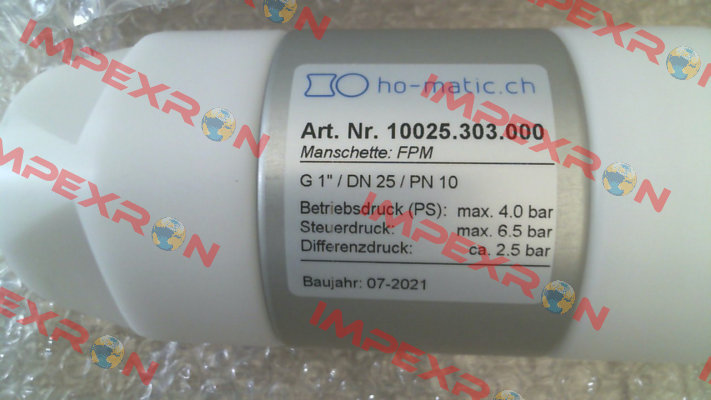 ho-matic.ch
Art. Nr. 10025.303.000
Manschette: FPM
G 1" / DN 25 / PN 10
Betriebsdruck (PS): max. 4.0 bar
Steuerdruck: max. 6.5 bar
Differenzdruck: ca. 2.5 bar
Baujahr: 07-2021
IMPEXRON
IMPEXRON
IMPEXRON
IMPEXRON
IMPEXRON
IMPEXRON
IMPEXRON